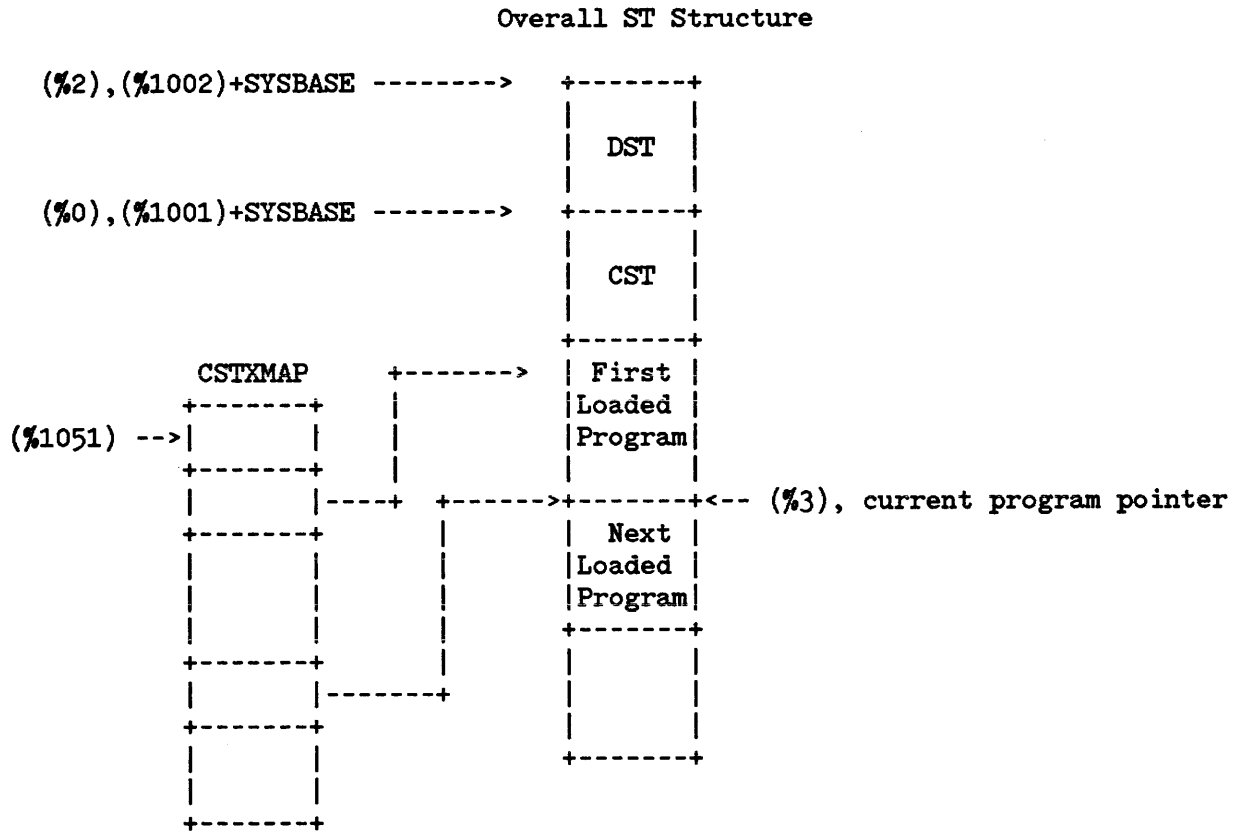 Overall ST Structure
(%2),(%1002)+SYSBASE -------->
DST
(%0),(%1001)+SYSBASE -------->
CST
CSTXMAP
First
Loaded
(%1051) -->
Program
<-- (%3), current program pointer
Next
Loaded
Program